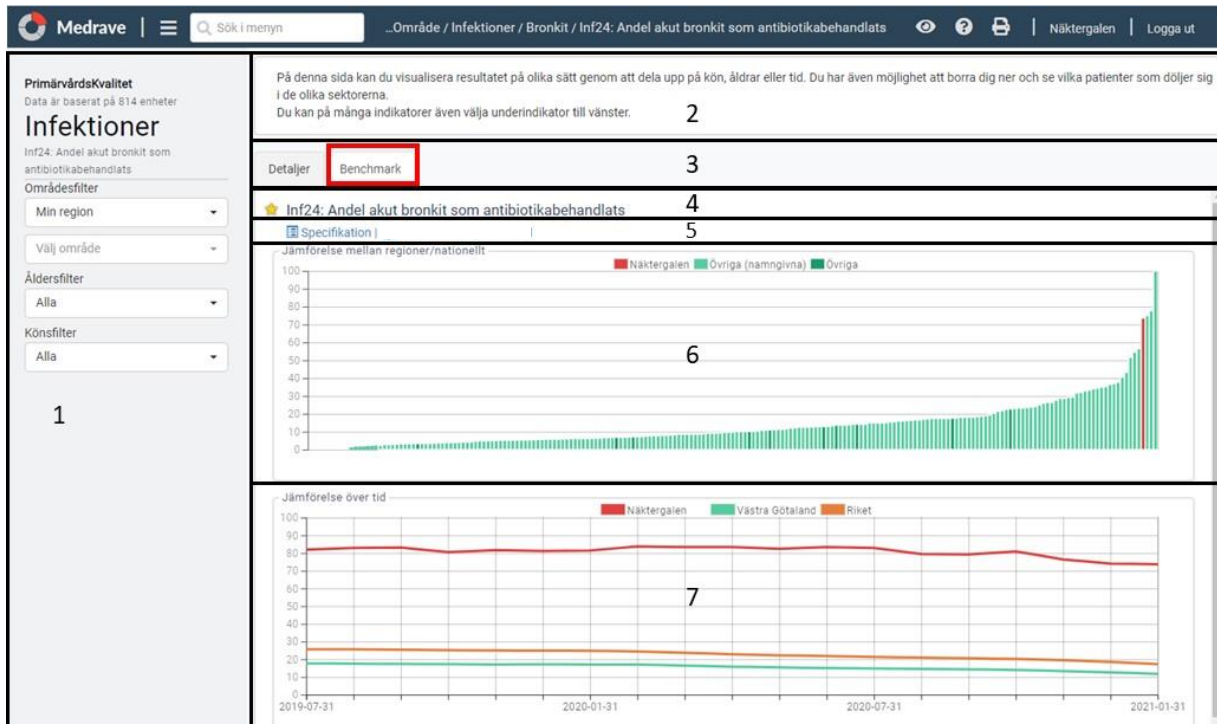 Medrave | Sök i menyn ...Område / Infektioner / Bronkit / Inf24: Andel akut bronkit som antibiotikabehandlats ? | Näktergalen | Logga ut
PrimärvårdsKvalitet
Data är baserat på 814 enheter
Infektioner
Inf24: Andel akut bronkit som
antibiotikabehandlats
Områdesfilter
Min region
Välj område
Åldersfilter
Alla
Könsfilter
Alla
1
På denna sida kan du visualisera resultatet på olika sätt genom att dela upp på kön, åldrar eller tid. Du har även möjlighet att borra dig ner och se vilka patienter som döljer sig
i de olika sektorerna.
Du kan på många indikatorer även välja underindikator till vänster.
2
Detaljer Benchmark
3
Inf24: Andel akut bronkit som antibiotikabehandlats
4
Specifikation |
5
Jämförelse mellan regioner/nationellt
Näktergalen Övriga (namngivna) Övriga
100
90
80
70
60
50
40
30
20
10
0
6
Jämförelse över tid
Näktergalen Västra Götaland Riket
100
90
80
70
60
50
40
30
20
10
0
7
2019-07-31 2020-01-31 2020-07-31 2021-01-31